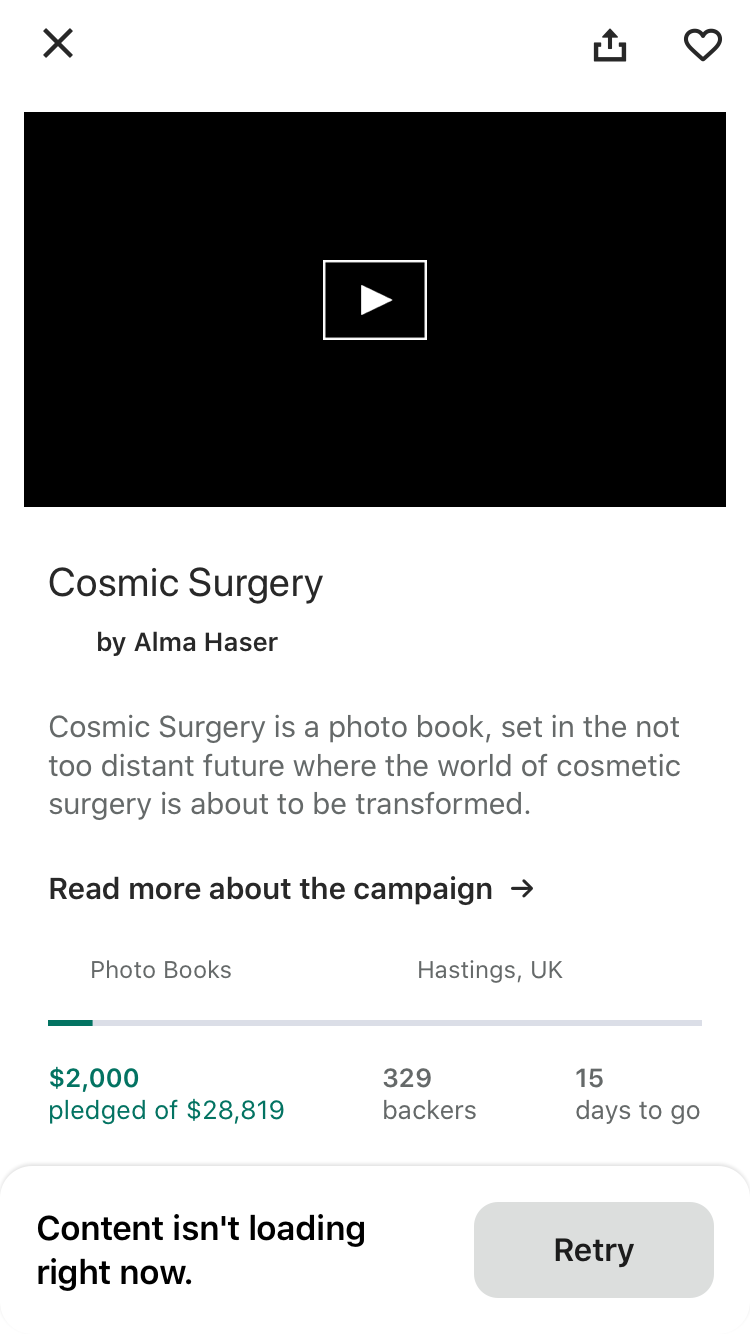 Cosmic Surgery
by Alma Haser
Cosmic Surgery is a photo book, set in the not
too distant future where the world of cosmetic
surgery is about to be transformed.
Read more about the campaign →
Photo Books
Hastings, UK
$2,000
pledged of $28,819
329
backers
15
days to go
Content isn't loading
right now.
Retry